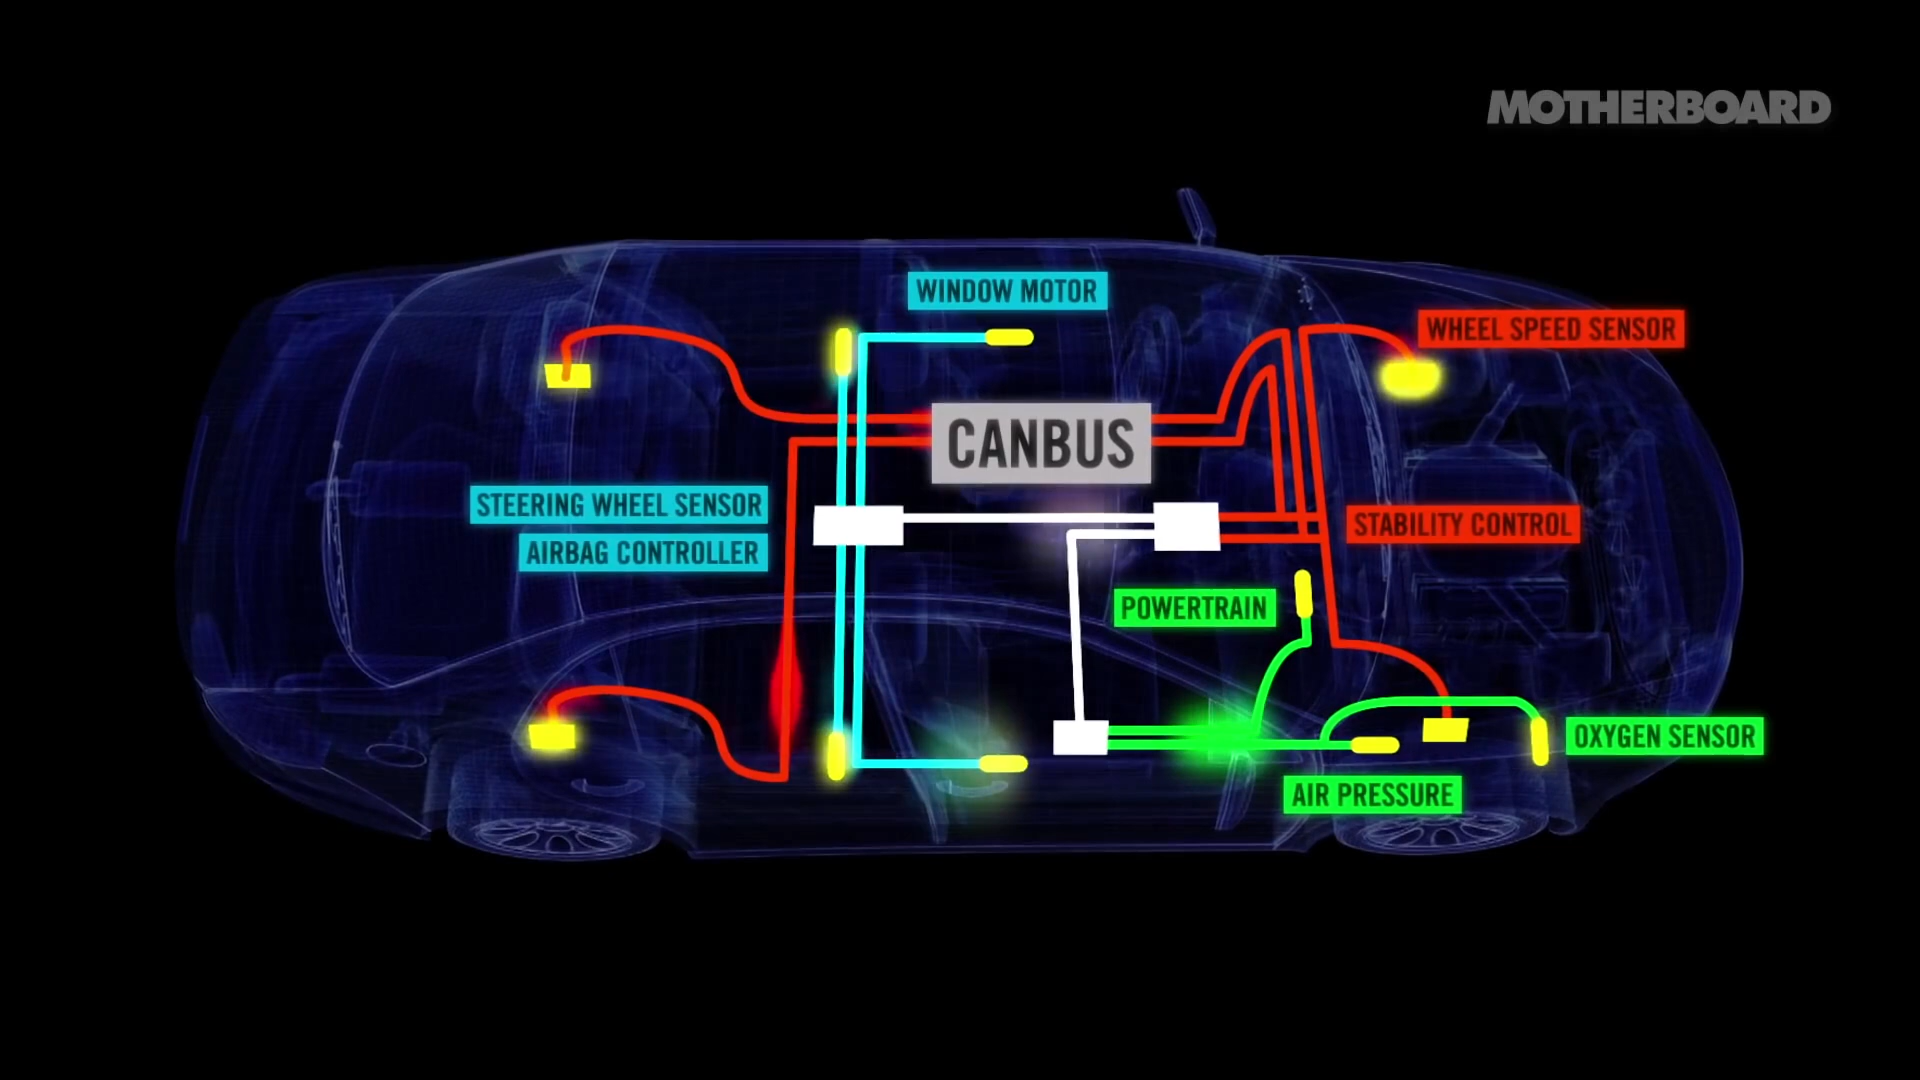 MOTHERBOARD
WINDOW MOTOR
WHEEL SPEED SENSOR
CANBUS
STEERING WHEEL SENSOR
AIRBAG CONTROLLER
STABILITY CONTROL
POWERTRAIN
OXYGEN SENSOR
AIR PRESSURE